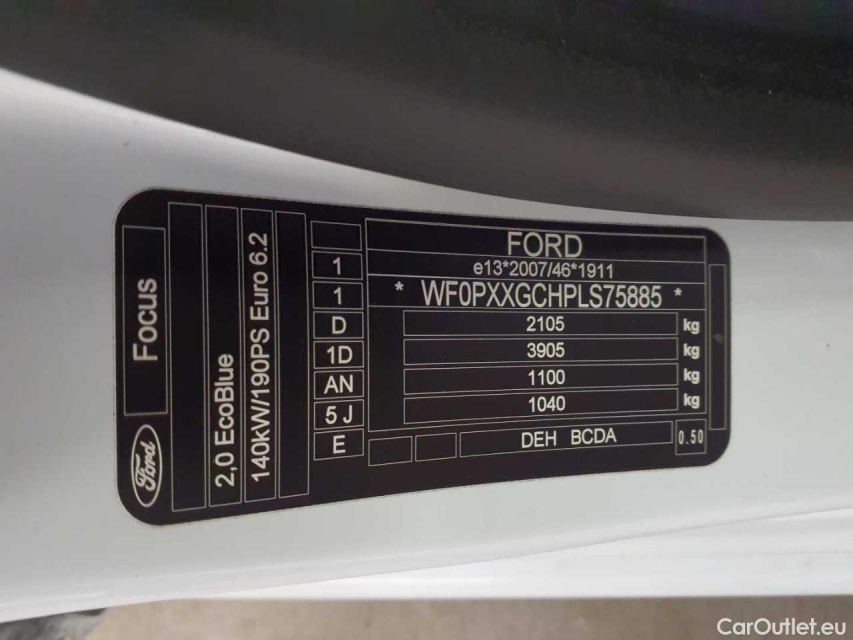 FORD
e13*2007/46*1911
* WF0PXXGCHPLS75885 *
2105 kg
3905 kg
1100 kg
1040 kg
DEH BCDA 0.50
1
1
D
1D
AN
5 J
E
Focus
2,0 EcoBlue
140kW/190PS Euro 6.2
Ford
CarOutlet.eu